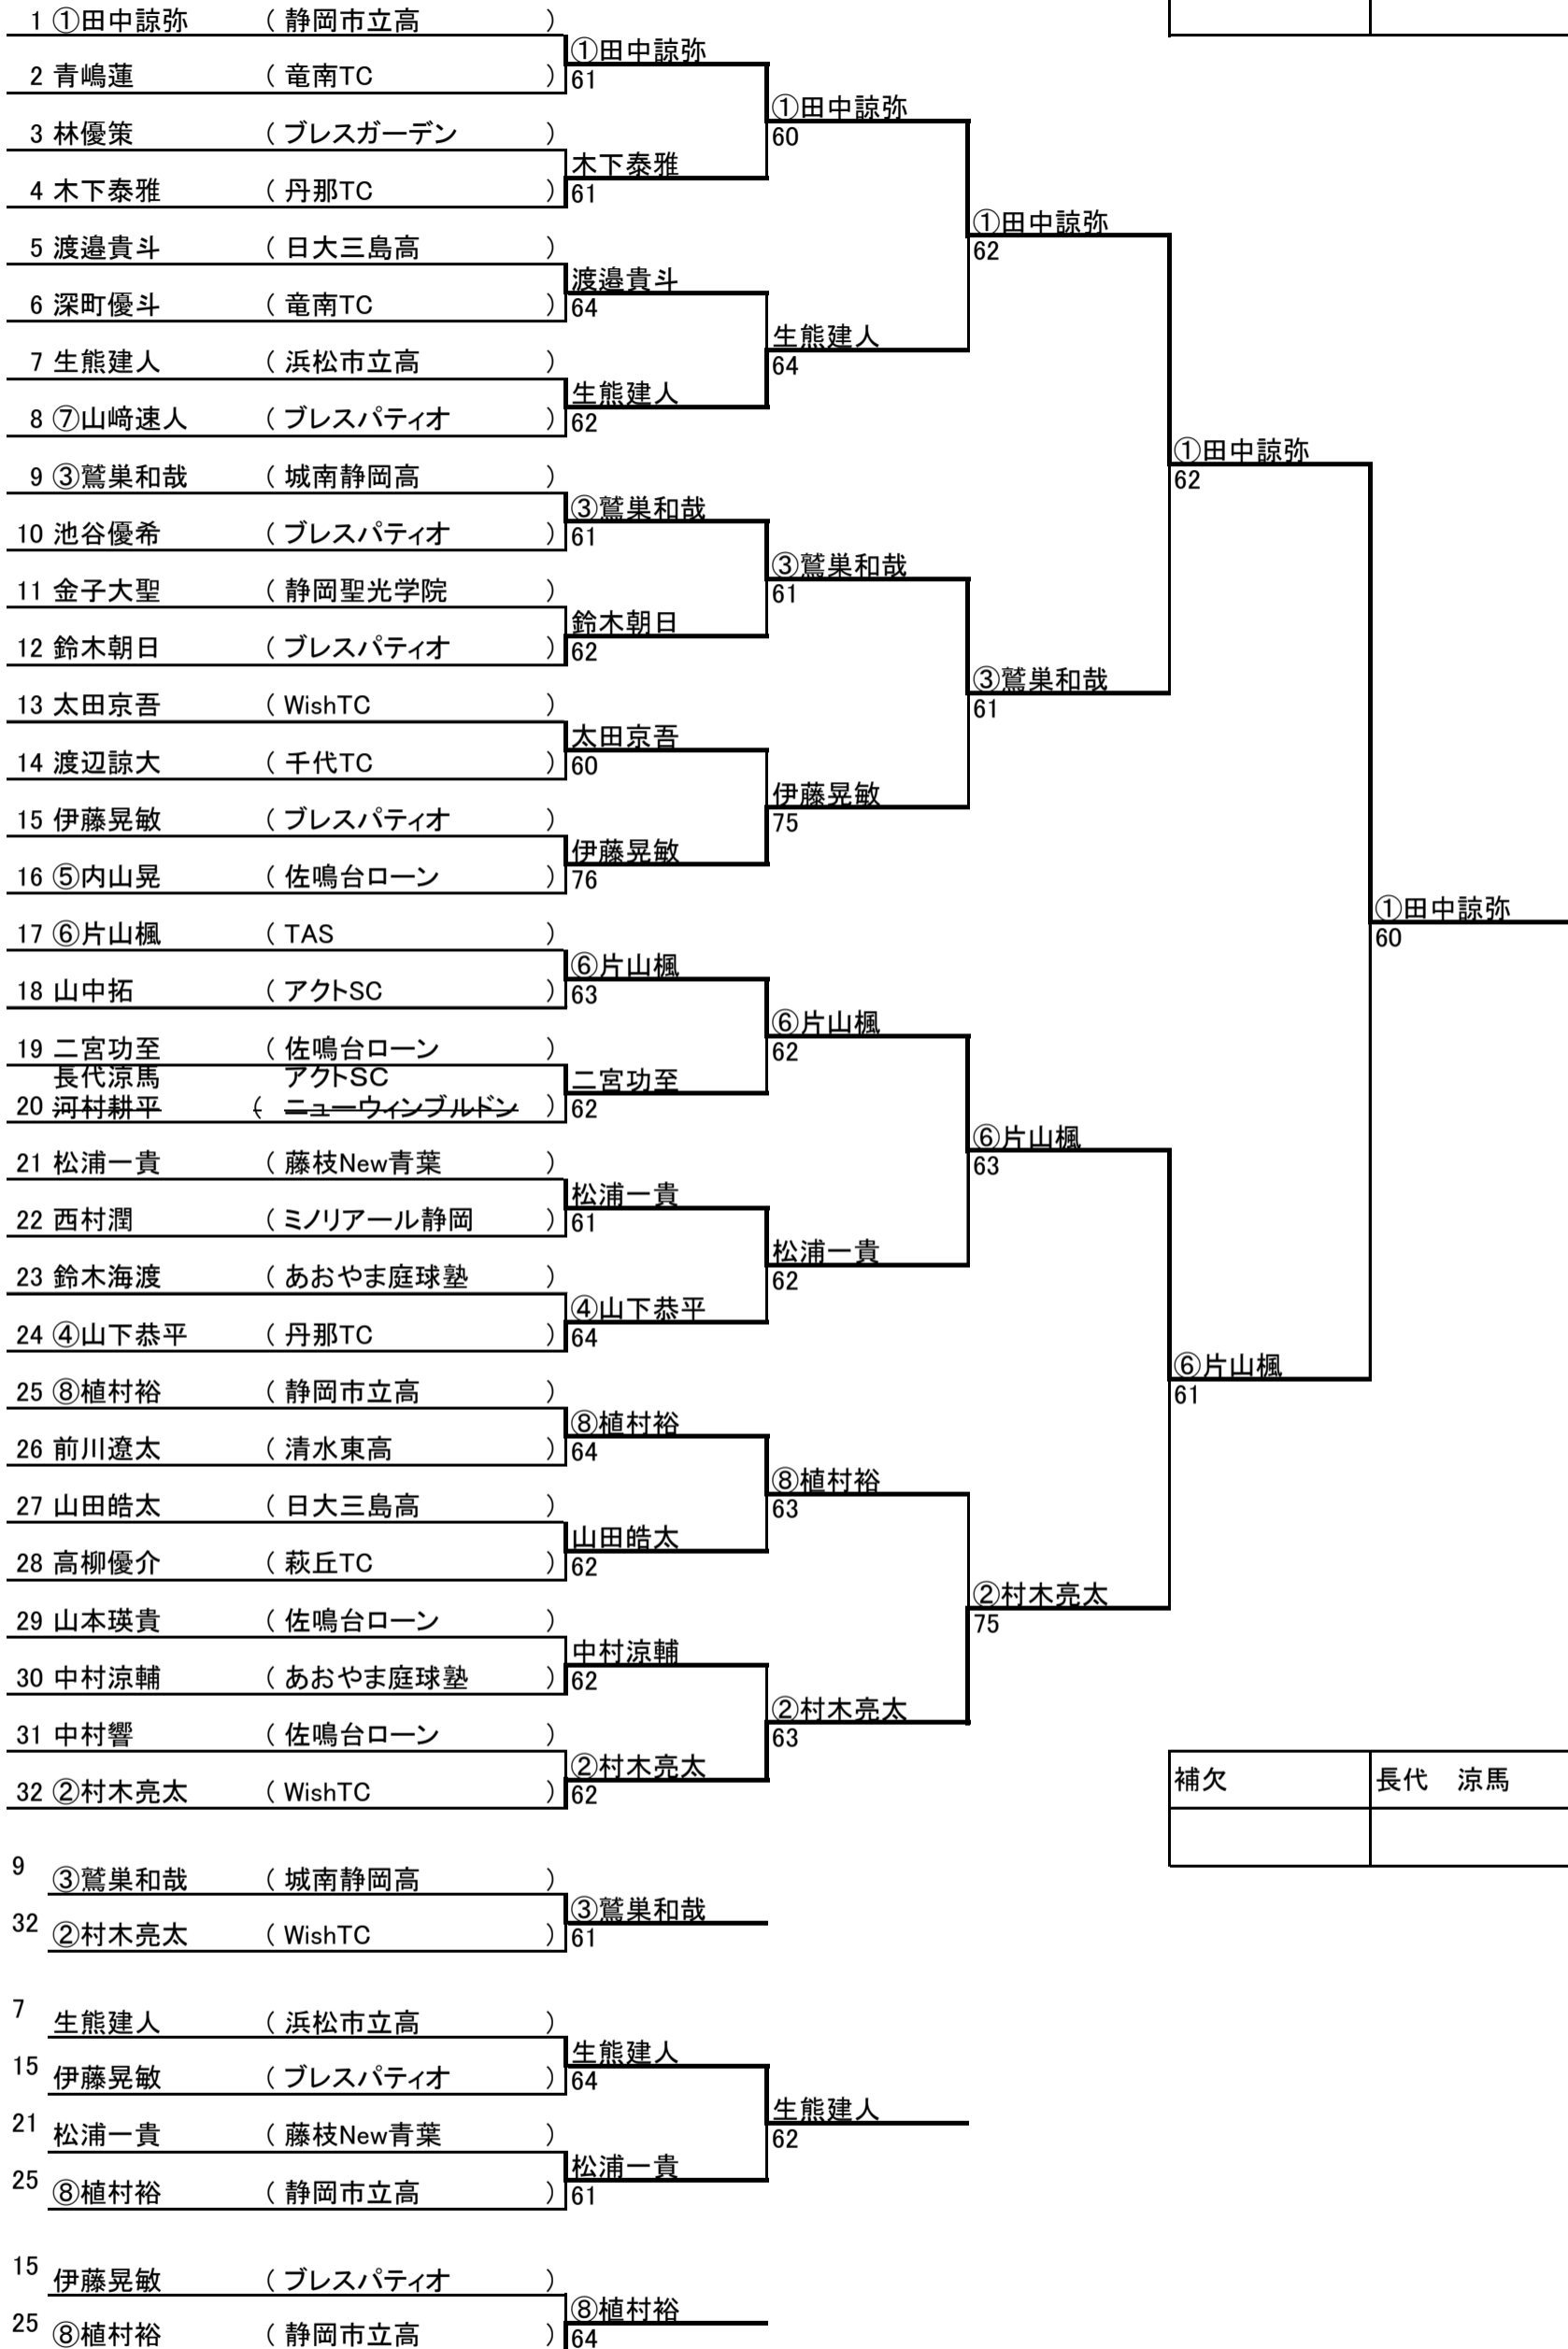 1 ①田中諒弥 ( 静岡市立高 )
①田中諒弥
2 青嶋蓮 ( 竜南TC ) 61
①田中諒弥
3 林優策 ( ブレスガーデン ) 60
木下泰雅
4 木下泰雅 ( 丹那TC ) 61
①田中諒弥
5 渡邉貴斗 ( 日大三島高 ) 62
渡邉貴斗
6 深町優斗 ( 竜南TC ) 64
生熊建人
7 生熊建人 ( 浜松市立高 ) 64
生熊建人
8 ⑦山﨑速人 ( ブレスパティオ ) 62
①田中諒弥
9 ③鷲巣和哉 ( 城南静岡高 ) 62
③鷲巣和哉
10 池谷優希 ( ブレスパティオ ) 61
③鷲巣和哉
11 金子大聖 ( 静岡聖光学院 ) 61
鈴木朝日
12 鈴木朝日 ( ブレスパティオ ) 62
③鷲巣和哉
13 太田京吾 ( WishTC ) 61
太田京吾
14 渡辺諒大 ( 千代TC ) 60
伊藤晃敏
15 伊藤晃敏 ( ブレスパティオ ) 75
伊藤晃敏
16 ⑤内山晃 ( 佐鳴台ローン ) 76
①田中諒弥
17 ⑥片山楓 ( TAS ) 60
⑥片山楓
18 山中拓 ( アクトSC ) 63
⑥片山楓
19 二宮功至 ( 佐鳴台ローン ) 62
長代涼馬 アクトSC 二宮功至
20 河村耕平 ( ニューウィンブルドン ) 62
⑥片山楓
21 松浦一貴 ( 藤枝New青葉 ) 63
松浦一貴
22 西村潤 ( ミノリアール静岡 ) 61
松浦一貴
23 鈴木海渡 ( あおやま庭球塾 ) 62
④山下恭平
24 ④山下恭平 ( 丹那TC ) 64
⑥片山楓
25 ⑧植村裕 ( 静岡市立高 ) 61
⑧植村裕
26 前川遼太 ( 清水東高 ) 64
⑧植村裕
27 山田皓太 ( 日大三島高 ) 63
山田皓太
28 高柳優介 ( 萩丘TC ) 62
②村木亮太
29 山本瑛貴 ( 佐鳴台ローン ) 75
中村涼輔
30 中村涼輔 ( あおやま庭球塾 ) 62
②村木亮太
31 中村響 ( 佐鳴台ローン ) 63
②村木亮太
32 ②村木亮太 ( WishTC ) 62
補欠 長代 涼馬
9 ③鷲巣和哉 ( 城南静岡高 )
③鷲巣和哉
32 ②村木亮太 ( WishTC ) 61
7 生熊建人 ( 浜松市立高 )
生熊建人
15 伊藤晃敏 ( ブレスパティオ ) 64
生熊建人
21 松浦一貴 ( 藤枝New青葉 ) 62
松浦一貴
25 ⑧植村裕 ( 静岡市立高 ) 61
15 伊藤晃敏 ( ブレスパティオ )
⑧植村裕
25 ⑧植村裕 ( 静岡市立高 ) 64